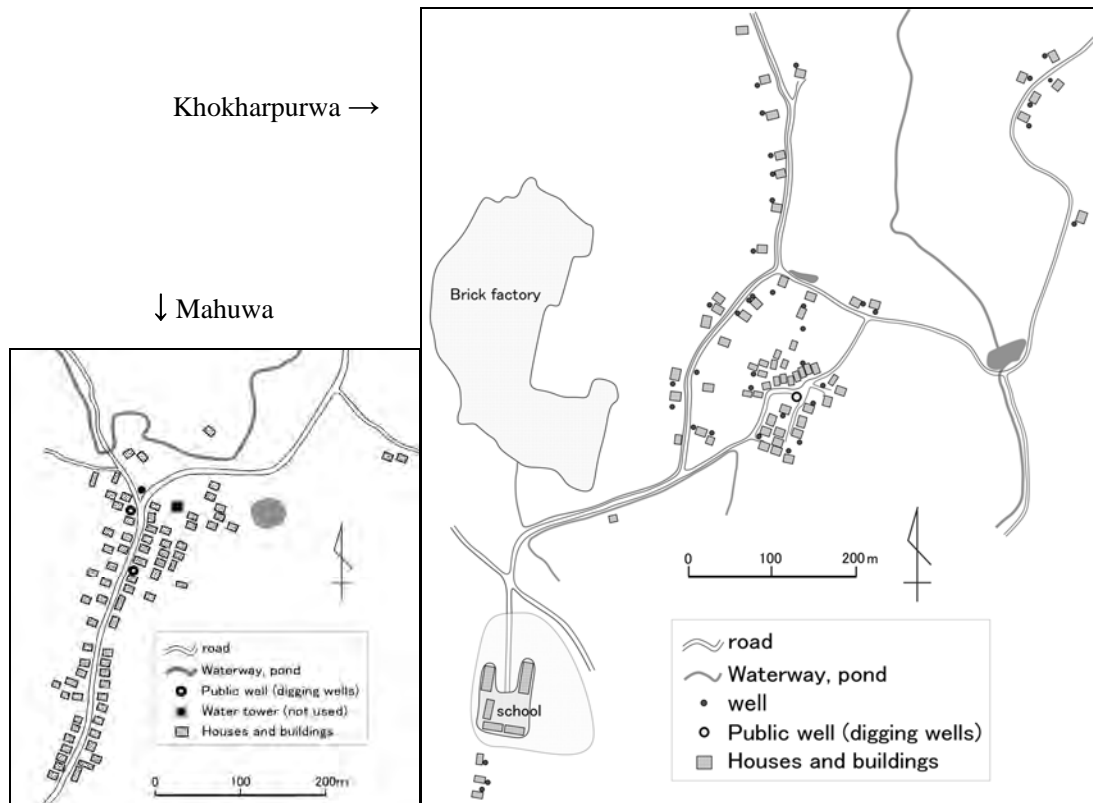 Khokharpurwa →
↓ Mahuwa
road
Waterway, pond
Public wall (digging wells)
Water tower (not used)
Houses and buildings
0 100 200m
Brick factory
0 100 200 m
school
road
Waterway, pond
well
Public well (digging wells)
Houses and buildings